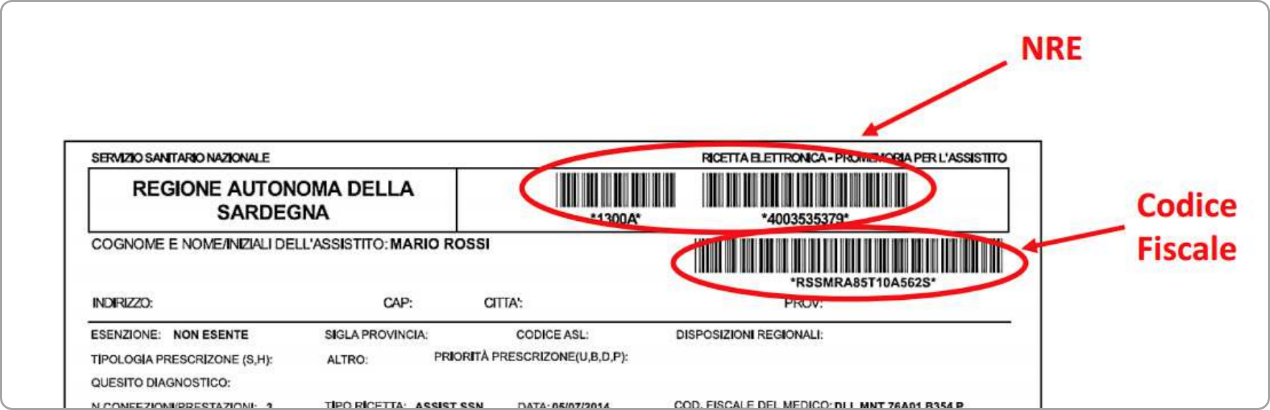 NRE
SERVIZIO SANITARIO NAZIONALE
RICETTA ELETTRONICA - PROMEMORIA PER L'ASSISTITO
REGIONE AUTONOMA DELLA
SARDEGNA
*1300A*
*4003535379*
Codice
Fiscale
COGNOME E NOME/INIZIALI DELL'ASSISTITO: MARIO ROSSI
*RSSMRA85T10A562S*
INDIRIZZO:
CAP:
CITTA':
PROV:
ESENZIONE: NON ESENTE
SIGLA PROVINCIA:
CODICE ASL:
DISPOSIZIONI REGIONALI:
TIPOLOGIA PRESCRIZONE (S,H):
ALTRO:
PRIORITÀ PRESCRIZONE(U,B,D,P):
QUESITO DIAGNOSTICO:
N.CONFEZIONI/PRESTAZIONI: 2
TIPO RICETTA: ASSIST.SSN
DATA: 05/07/2014
COD. FISCALE DEL MEDICO: